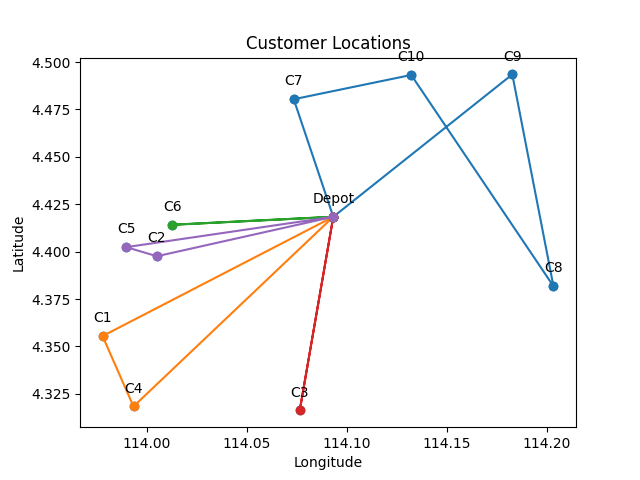 Customer Locations
4.500
4.475
4.450
4.425
4.400
4.375
4.350
4.325
Latitude
C10
C9
C7
Depot
C6
C5
C2
C8
C1
C4
C3
114.00
114.05
114.10
114.15
114.20
Longitude